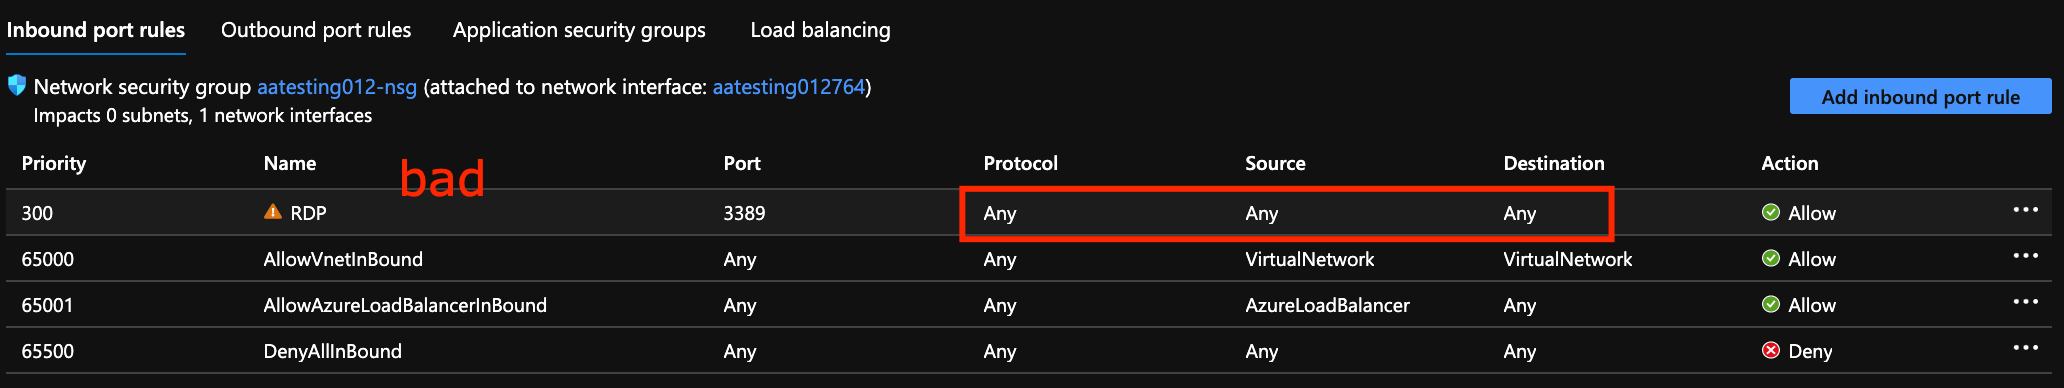 Inbound port rules Outbound port rules Application security groups Load balancing
Network security group aatesting012-nsg (attached to network interface: aatesting012764)
Impacts 0 subnets, 1 network interfaces
Add inbound port rule
Priority Name Port Protocol Source Destination Action
bad
300 RDP 3389 Any Any Any Allow
65000 AllowVnetInBound Any Any VirtualNetwork VirtualNetwork Allow
65001 AllowAzureLoadBalancerInBound Any Any AzureLoadBalancer Any Allow
65500 DenyAllInBound Any Any Any Any Deny